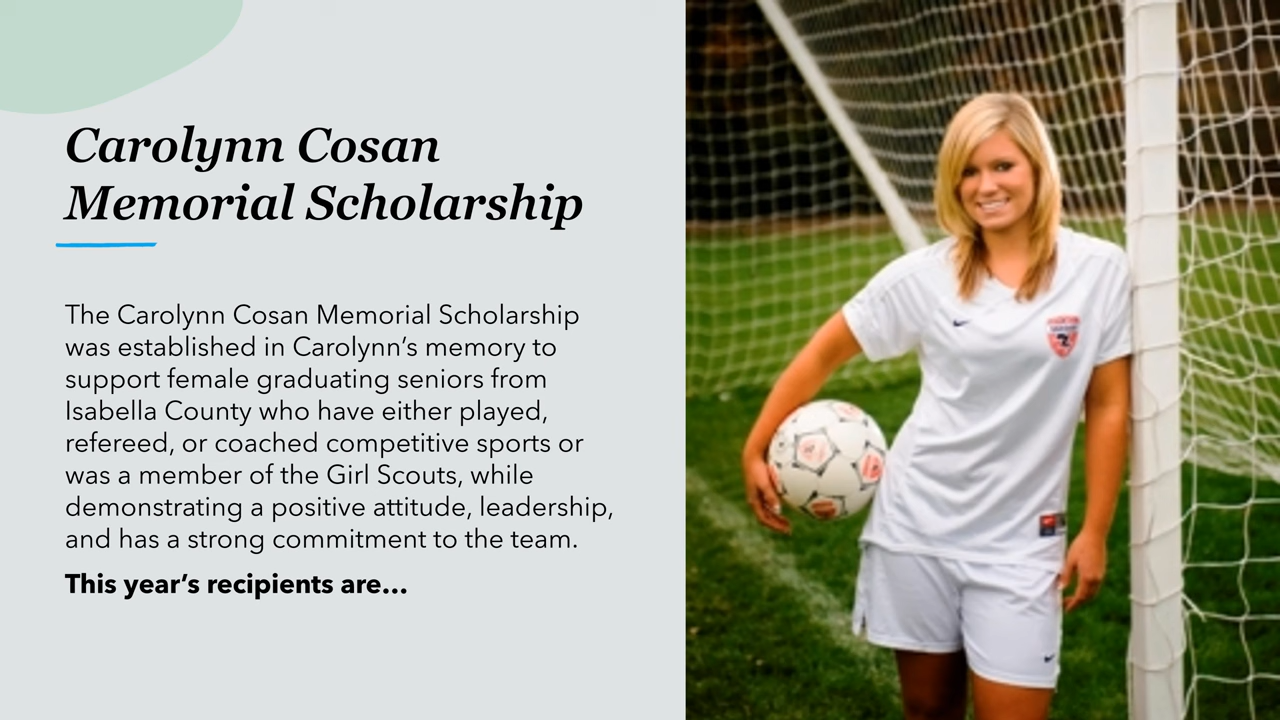 Carolynn Cosan
Memorial Scholarship
The Carolynn Cosan Memorial Scholarship
was established in Carolynn’s memory to
support female graduating seniors from
Isabella County who have either played,
refereed, or coached competitive sports or
was a member of the Girl Scouts, while
demonstrating a positive attitude, leadership,
and has a strong commitment to the team.
This year’s recipients are...